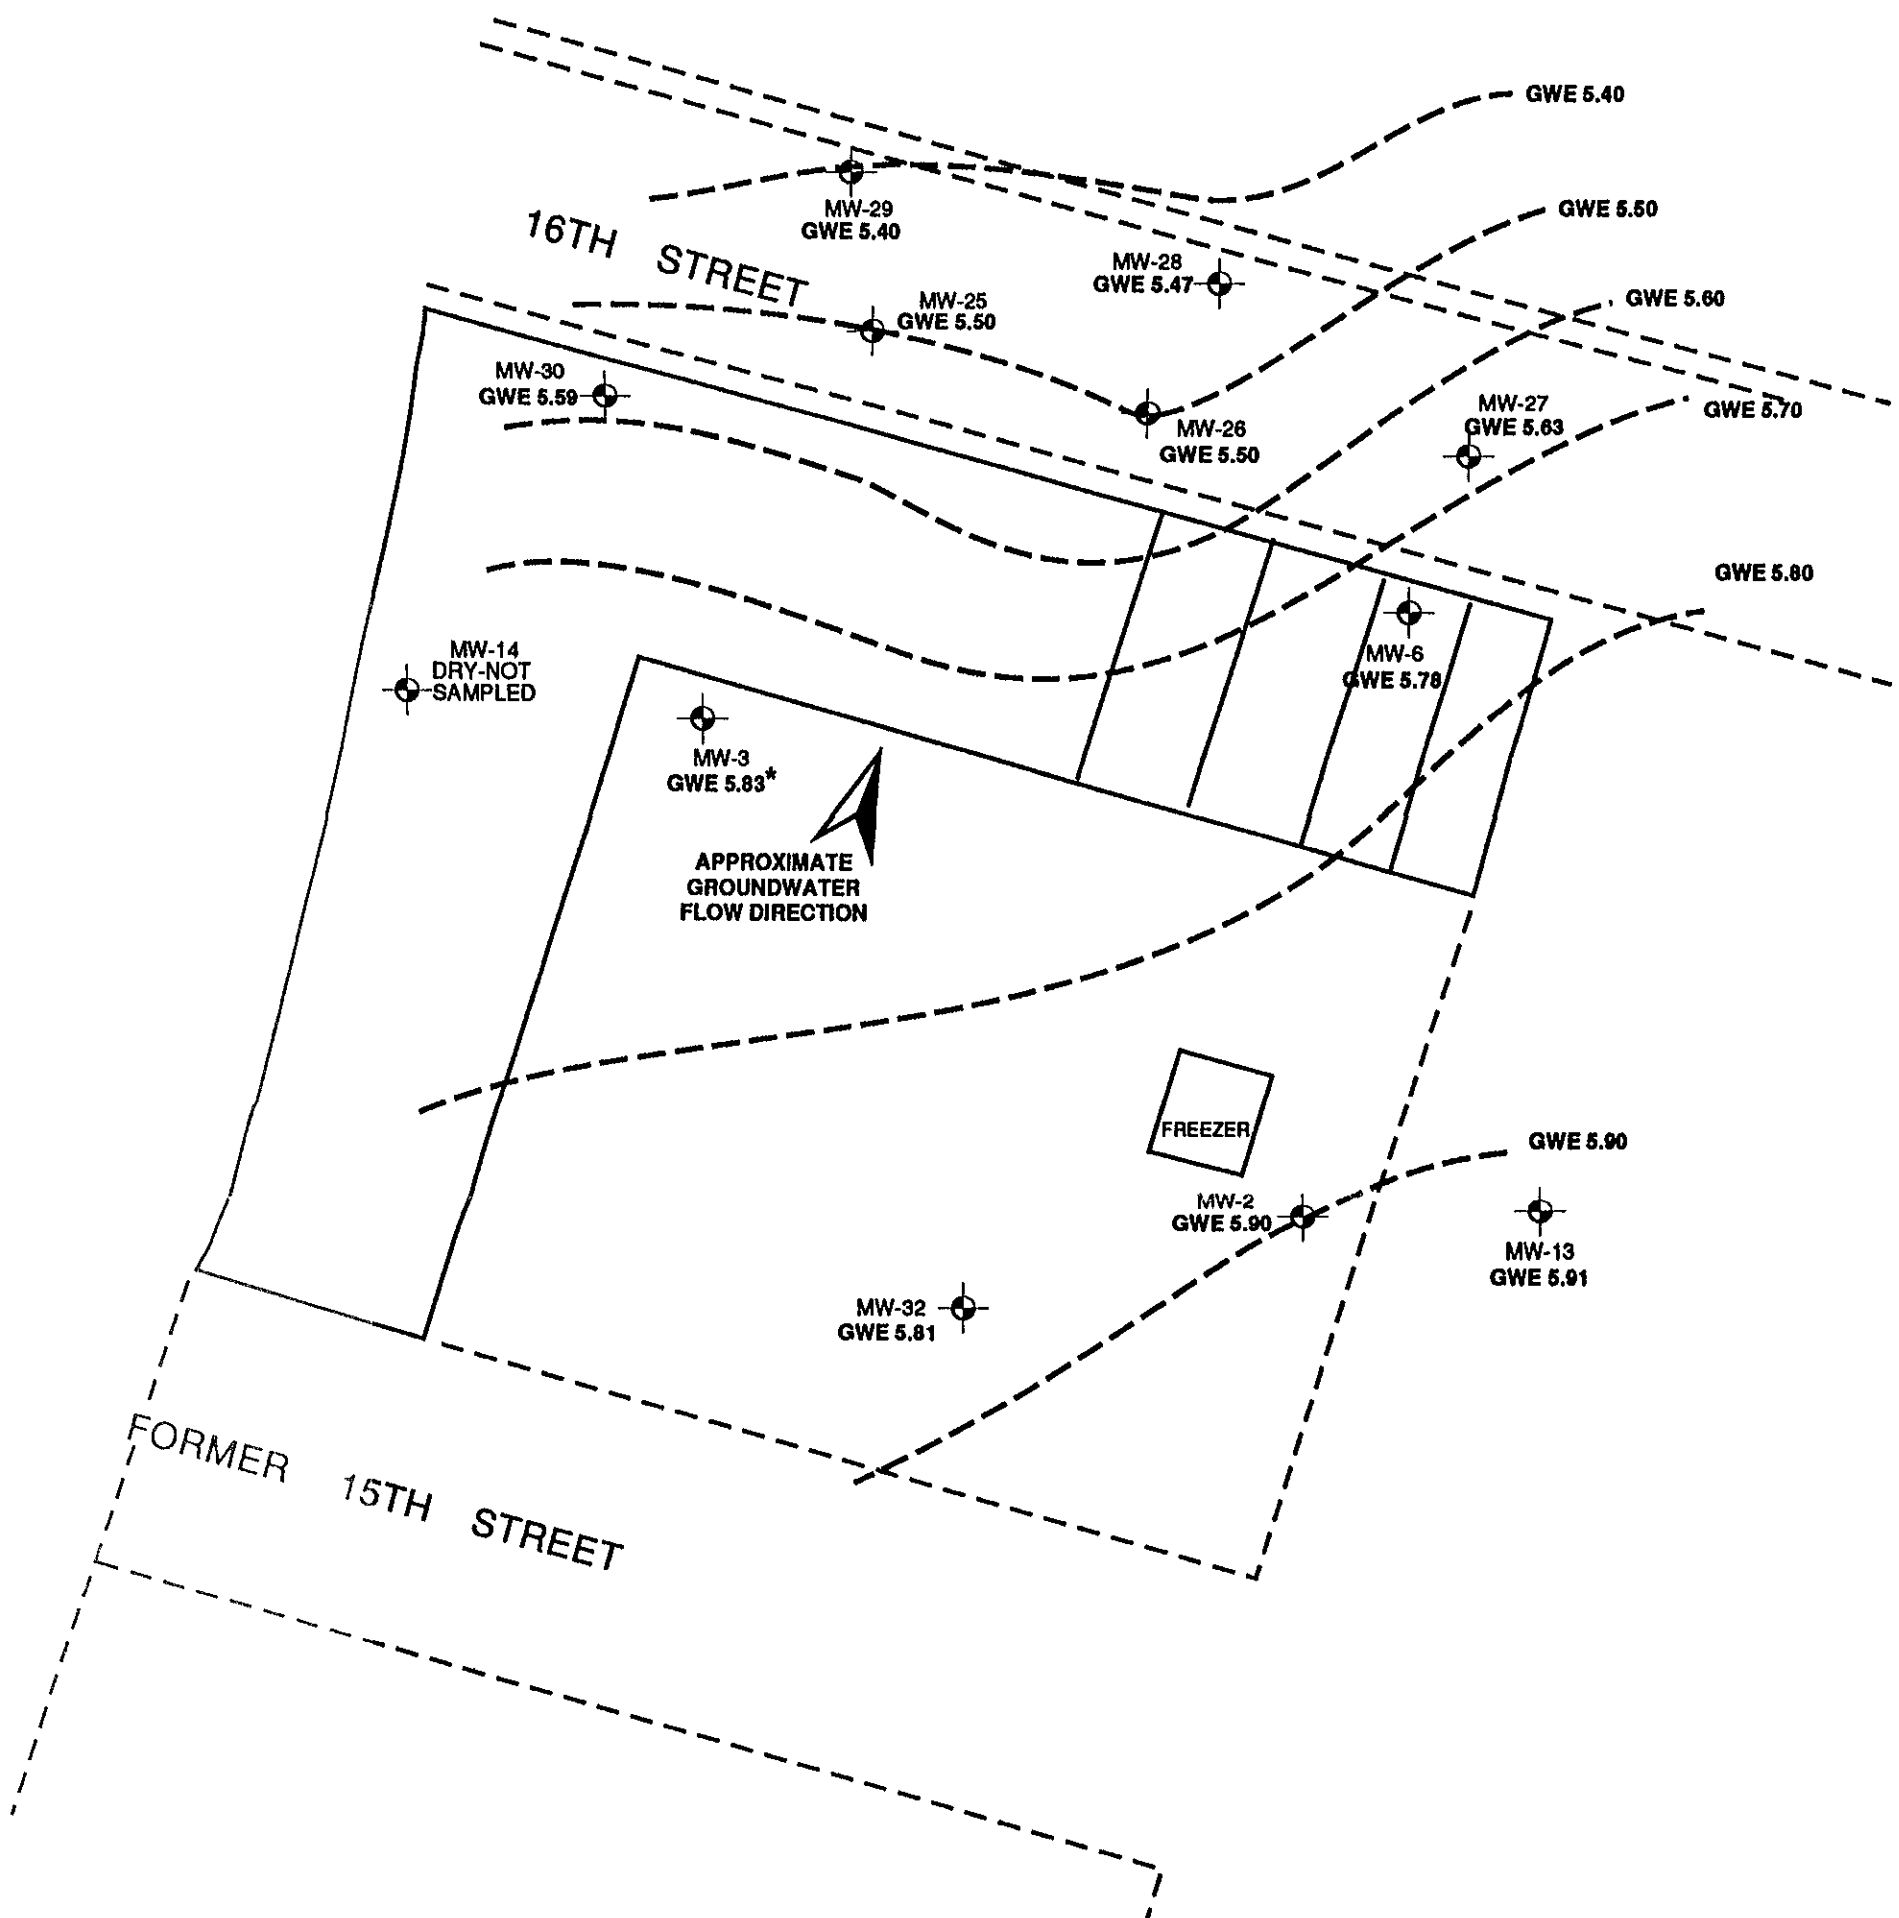 GWE 5.40
GWE 5.50
MW-29
GWE 5.40
16TH STREET
MW-28
GWE 5.47
MW-25
GWE 5.50
GWE 5.60
MW-30
GWE 5.59
MW-26
GWE 5.50
MW-27
GWE 5.63
GWE 5.70
GWE 5.80
MW-14
DRY-NOT
SAMPLED
MW-6
GWE 5.78
MW-3
GWE 5.83*
APPROXIMATE
GROUNDWATER
FLOW DIRECTION
FREEZER
GWE 5.90
MW-2
GWE 5.90
MW-13
GWE 5.91
MW-32
GWE 5.81
FORMER 15TH STREET